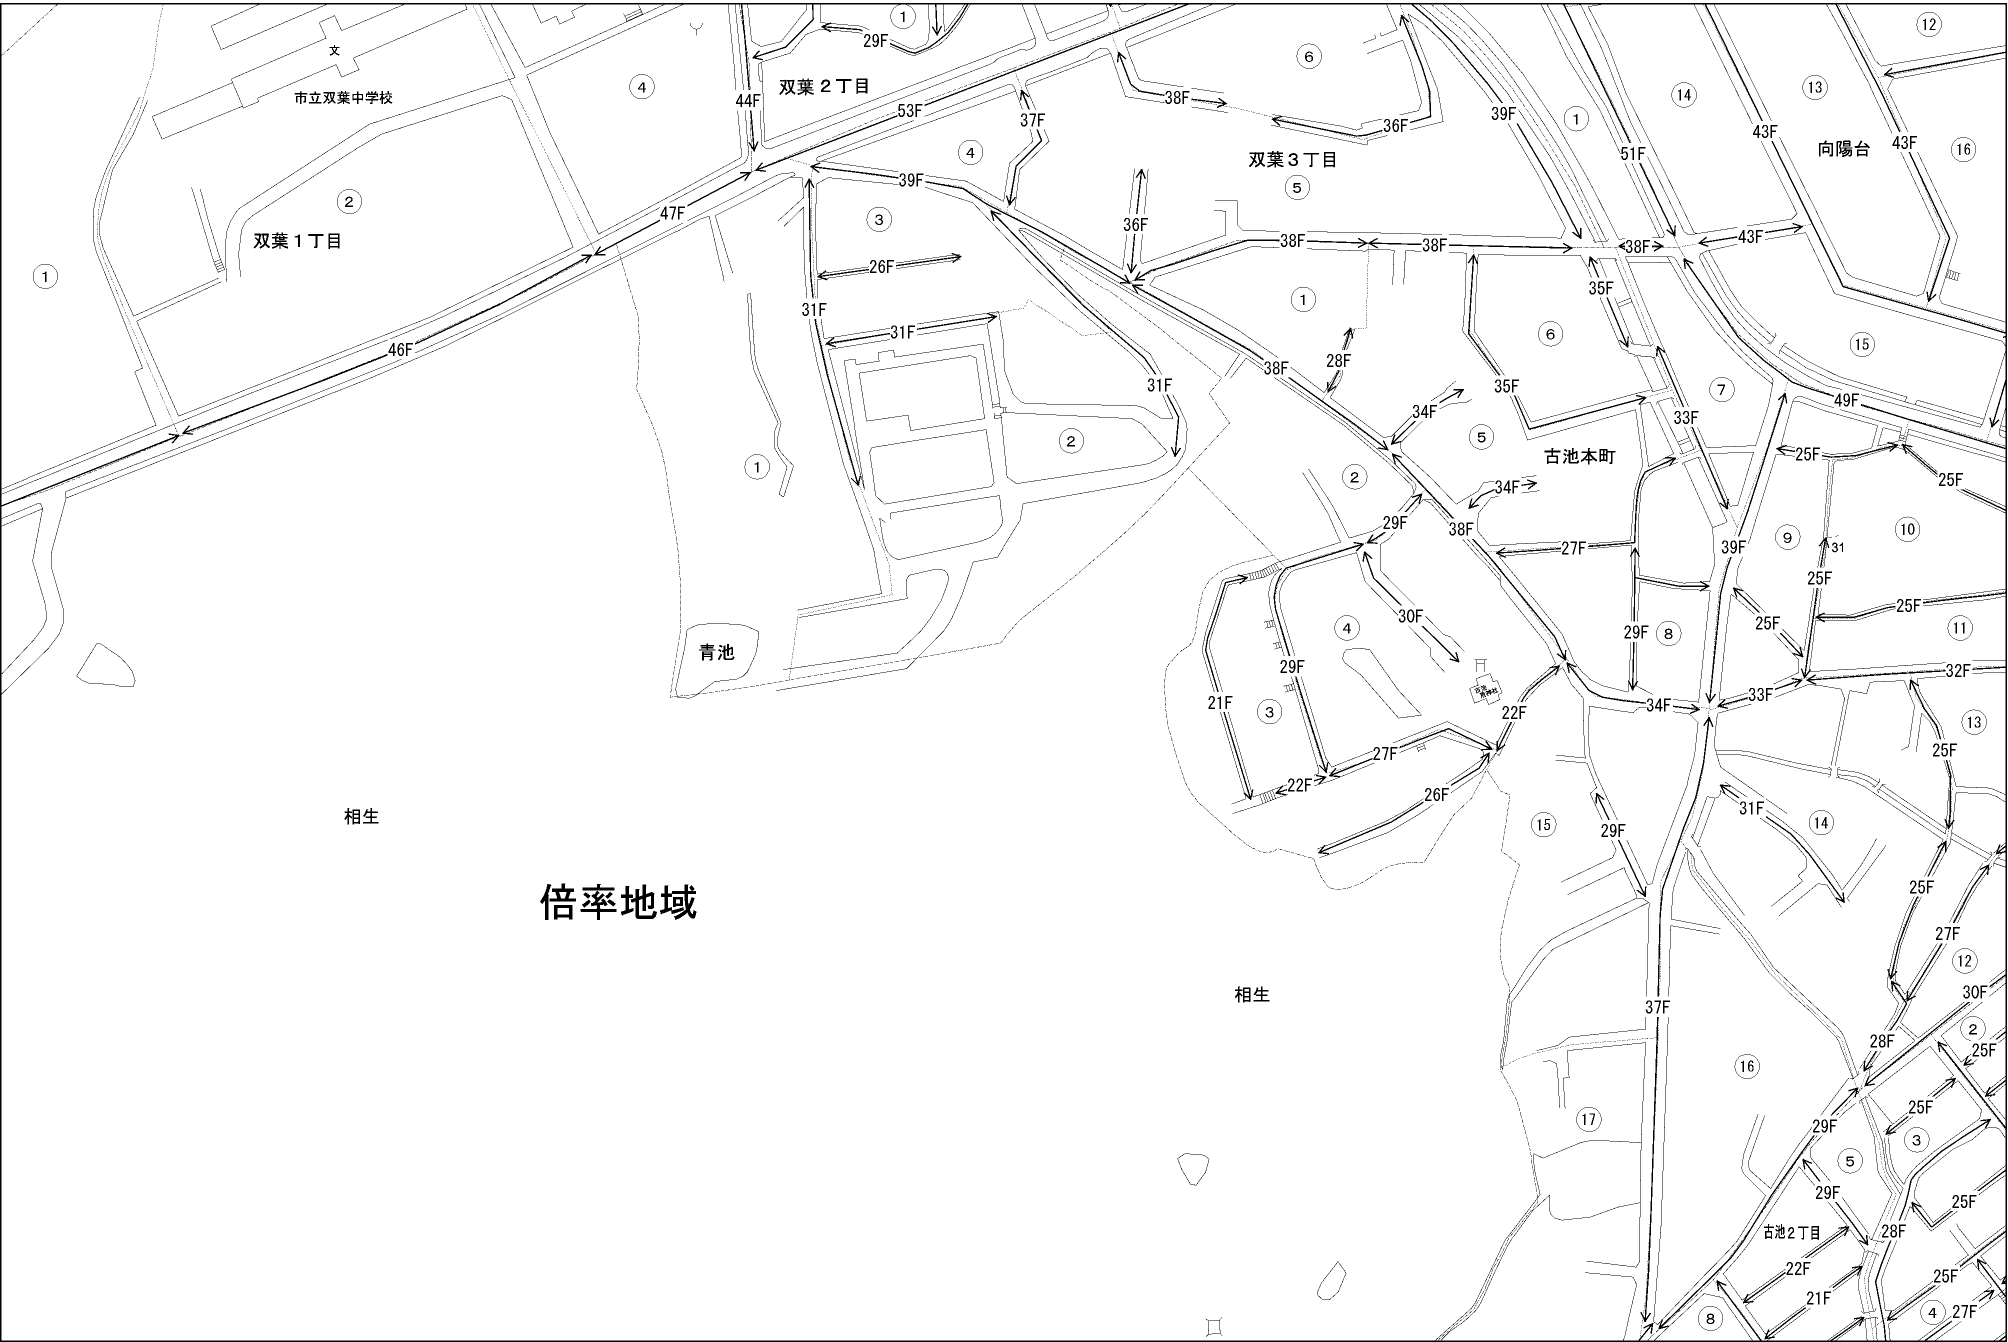 ①
29F
⑫
文
市立双葉中学校
④
44F
双葉２丁目
53F
38F
⑥
36F
39F
①
⑭
43F
⑬
43F
向陽台
⑯
51F
37F
④
39F
双葉３丁目
⑤
②
双葉１丁目
47F
③
36F
38F
38F
38F
43F
①
26F
35F
31F
①
46F
31F
⑥
⑮
28F
38F
35F
31F
34F
⑦
33F
49F
②
⑤
古池本町
25F
①
②
34F
25F
29F
38F
27F
39F
⑨
⑩
31
25F
30F
25F
25F
④
29F
⑧
⑪
青池
29F
32F
21F
③
22F
34F
33F
⑬
27F
25F
22F
26F
31F
相生
⑮
29F
⑭
25F
倍率地域
27F
⑫
相生
30F
37F
②
28F
25F
⑯
25F
⑰
29F
③
⑤
29F
25F
古池２丁目
28F
22F
25F
21F
⑧
④
27F